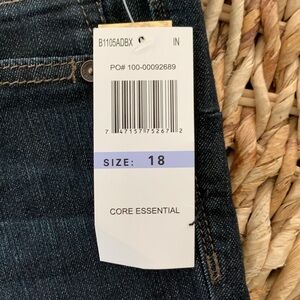 B1105ADBX IN
PO# 100-00092689
7 47157 75267 2
SIZE: 18
CORE ESSENTIAL